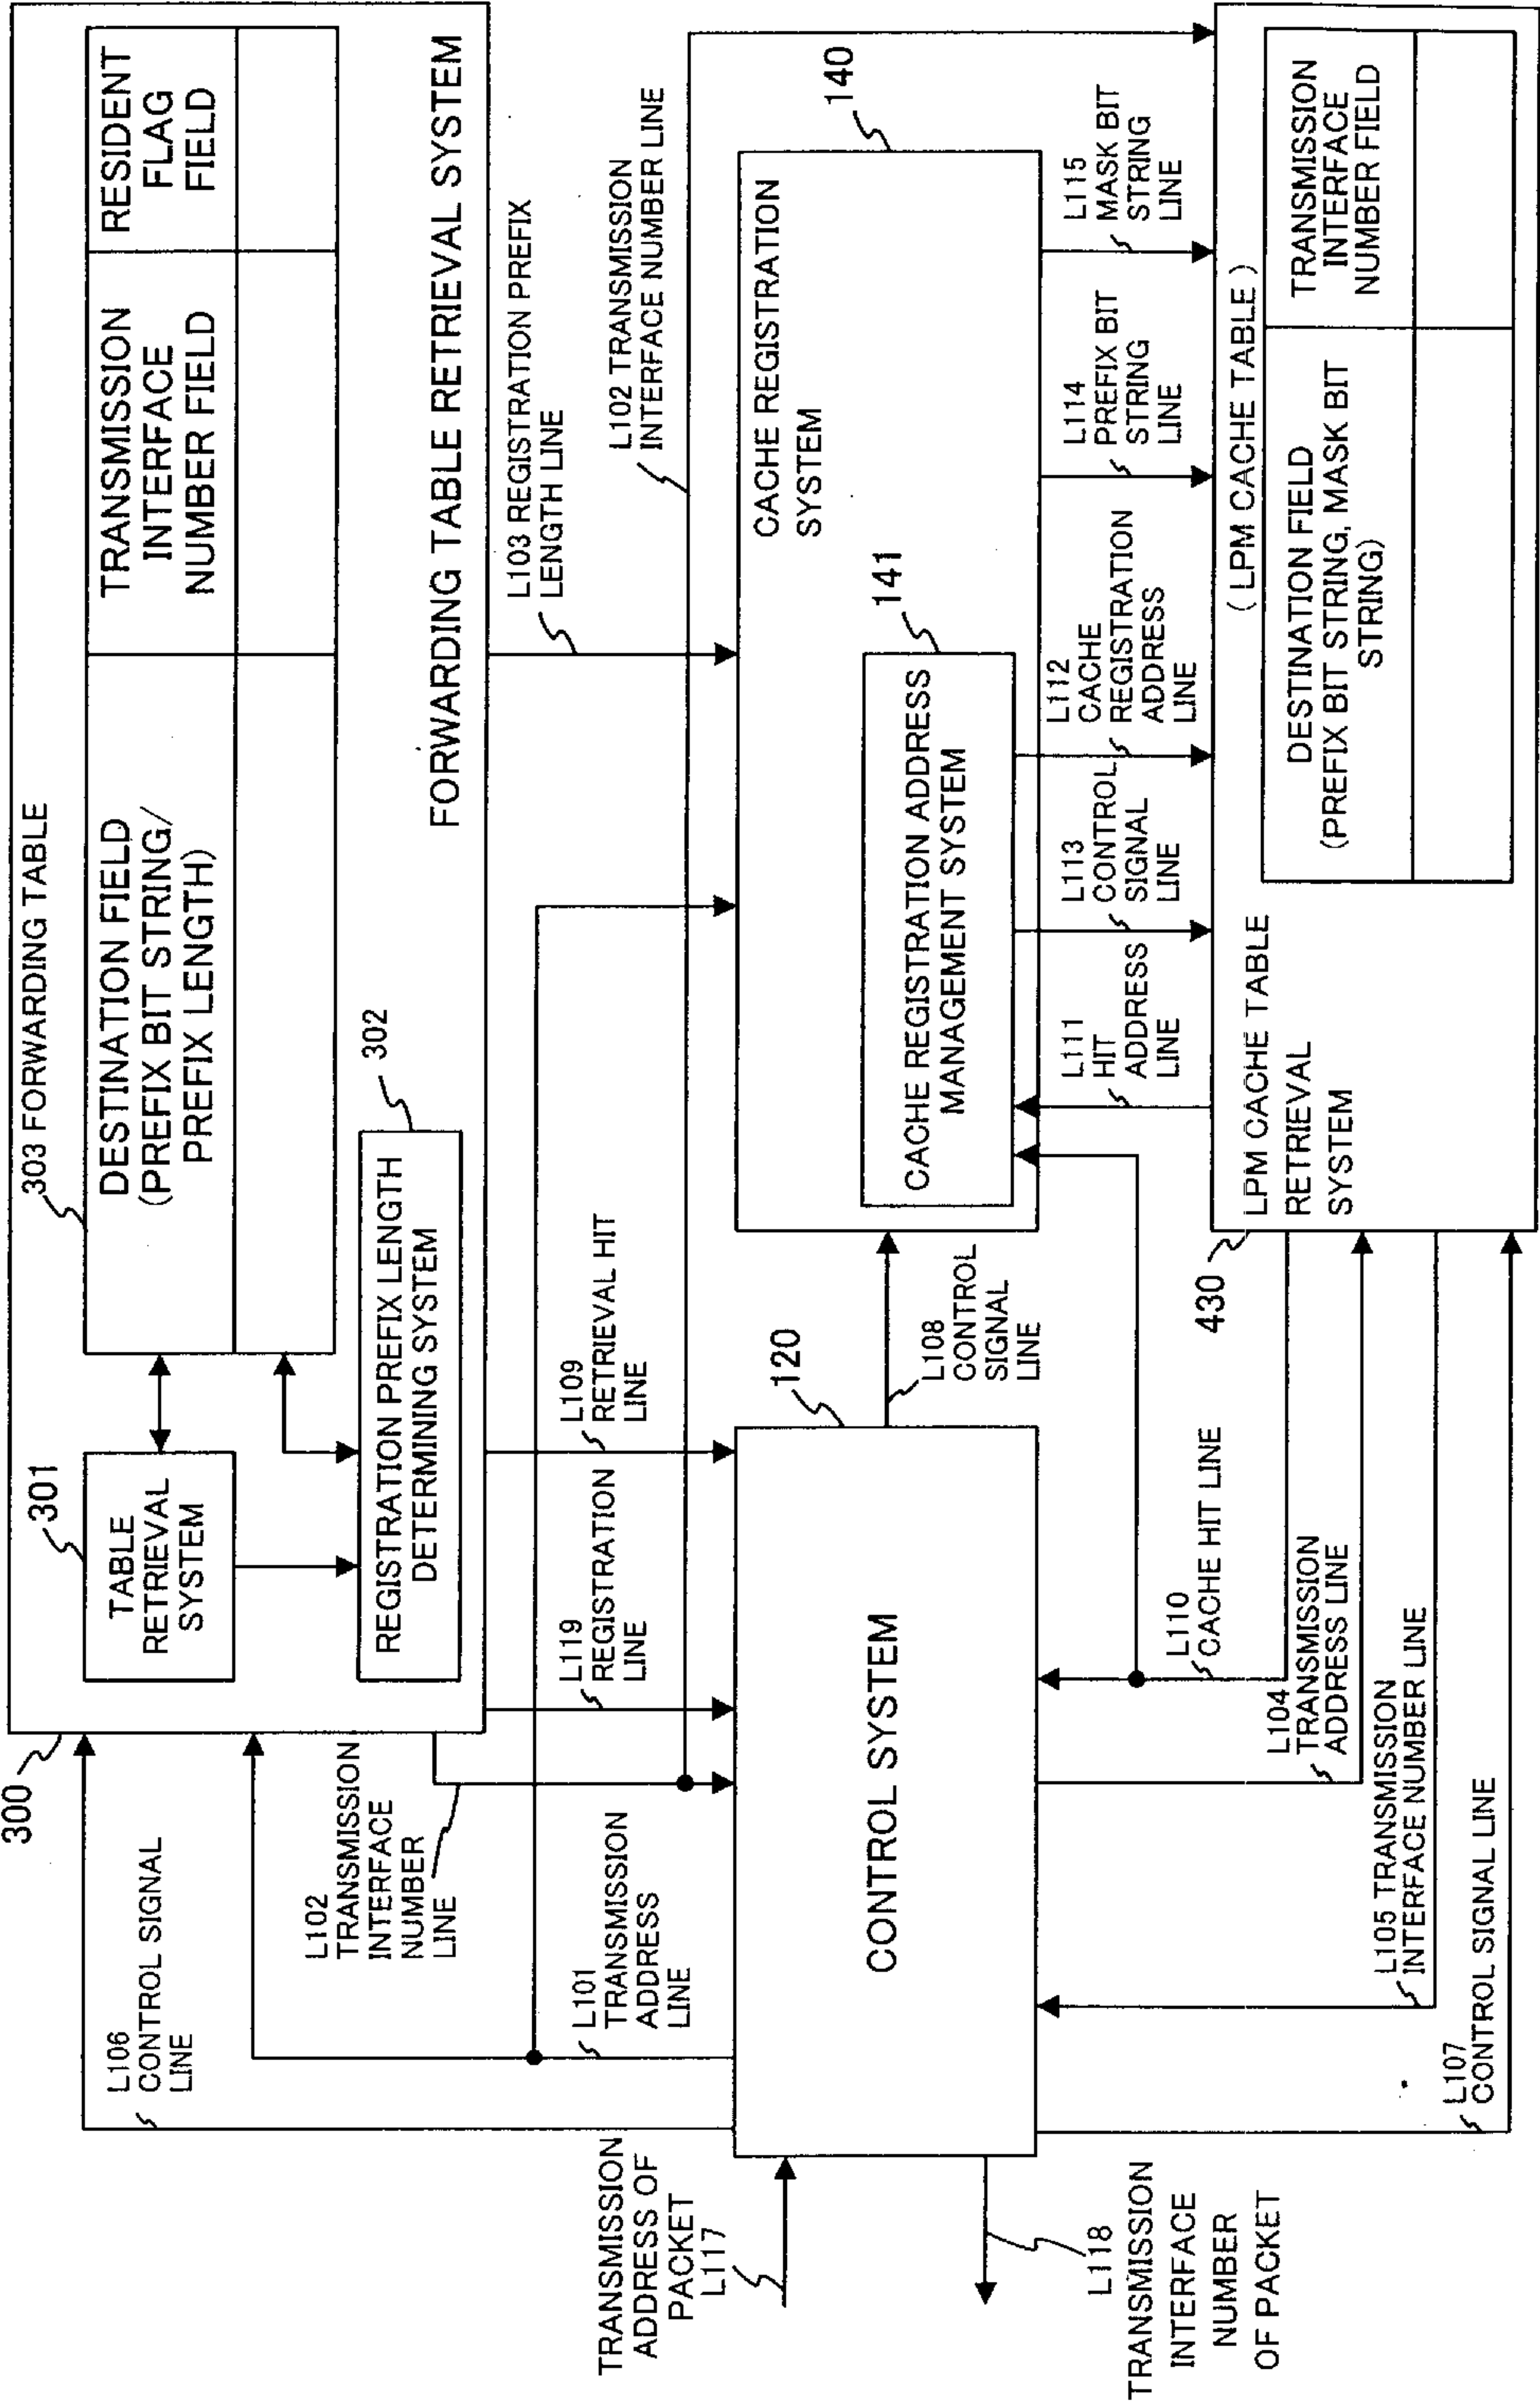 300
303 FORWARDING TABLE
301
TABLE
RETRIEVAL
SYSTEM
DESTINATION FIELD
(PREFIX BIT STRING/
PREFIX LENGTH)
TRANSMISSION
INTERFACE
NUMBER FIELD
RESIDENT
FLAG
FIELD
302
REGISTRATION PREFIX LENGTH
DETERMINING SYSTEM
FORWARDING TABLE RETRIEVAL SYSTEM
L106
CONTROL SIGNAL
LINE
L102
TRANSMISSION
INTERFACE
NUMBER
LINE
L101
TRANSMISSION
ADDRESS
LINE
L119
REGISTRATION
LINE
L109
RETRIEVAL HIT
LINE
L103 REGISTRATION PREFIX
LENGTH LINE
L102 TRANSMISSION
INTERFACE NUMBER LINE
TRANSMISSION
ADDRESS OF
PACKET
L117
L118
TRANSMISSION
INTERFACE
NUMBER
OF PACKET
120
CONTROL SYSTEM
L108
CONTROL
SIGNAL
LINE
140
CACHE REGISTRATION
SYSTEM
141
CACHE REGISTRATION ADDRESS
MANAGEMENT SYSTEM
L110
CACHE HIT LINE
L104
TRANSMISSION
ADDRESS LINE
L105 TRANSMISSION
INTERFACE NUMBER LINE
L107
CONTROL SIGNAL LINE
L111
HIT
ADDRESS
LINE
L113
CONTROL
SIGNAL
LINE
L112
CACHE
REGISTRATION
ADDRESS
LINE
L114
PREFIX BIT
STRING
LINE
L115
MASK BIT
STRING
LINE
430
LPM CACHE TABLE
RETRIEVAL
SYSTEM
( LPM CACHE TABLE )
DESTINATION FIELD
(PREFIX BIT STRING, MASK BIT
STRING)
TRANSMISSION
INTERFACE
NUMBER FIELD